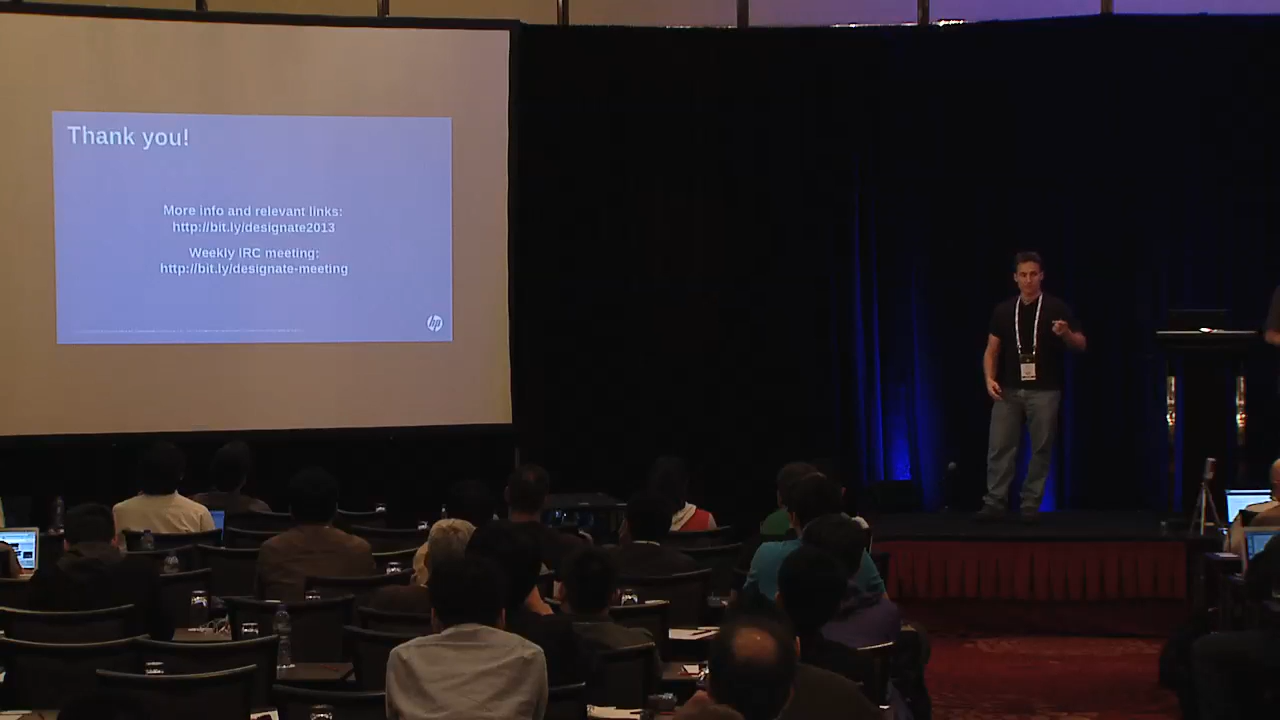 Thank you!
More info and relevant links:
http://bit.ly/designate2013
Weekly IRC meeting:
http://bit.ly/designate-meeting
hp